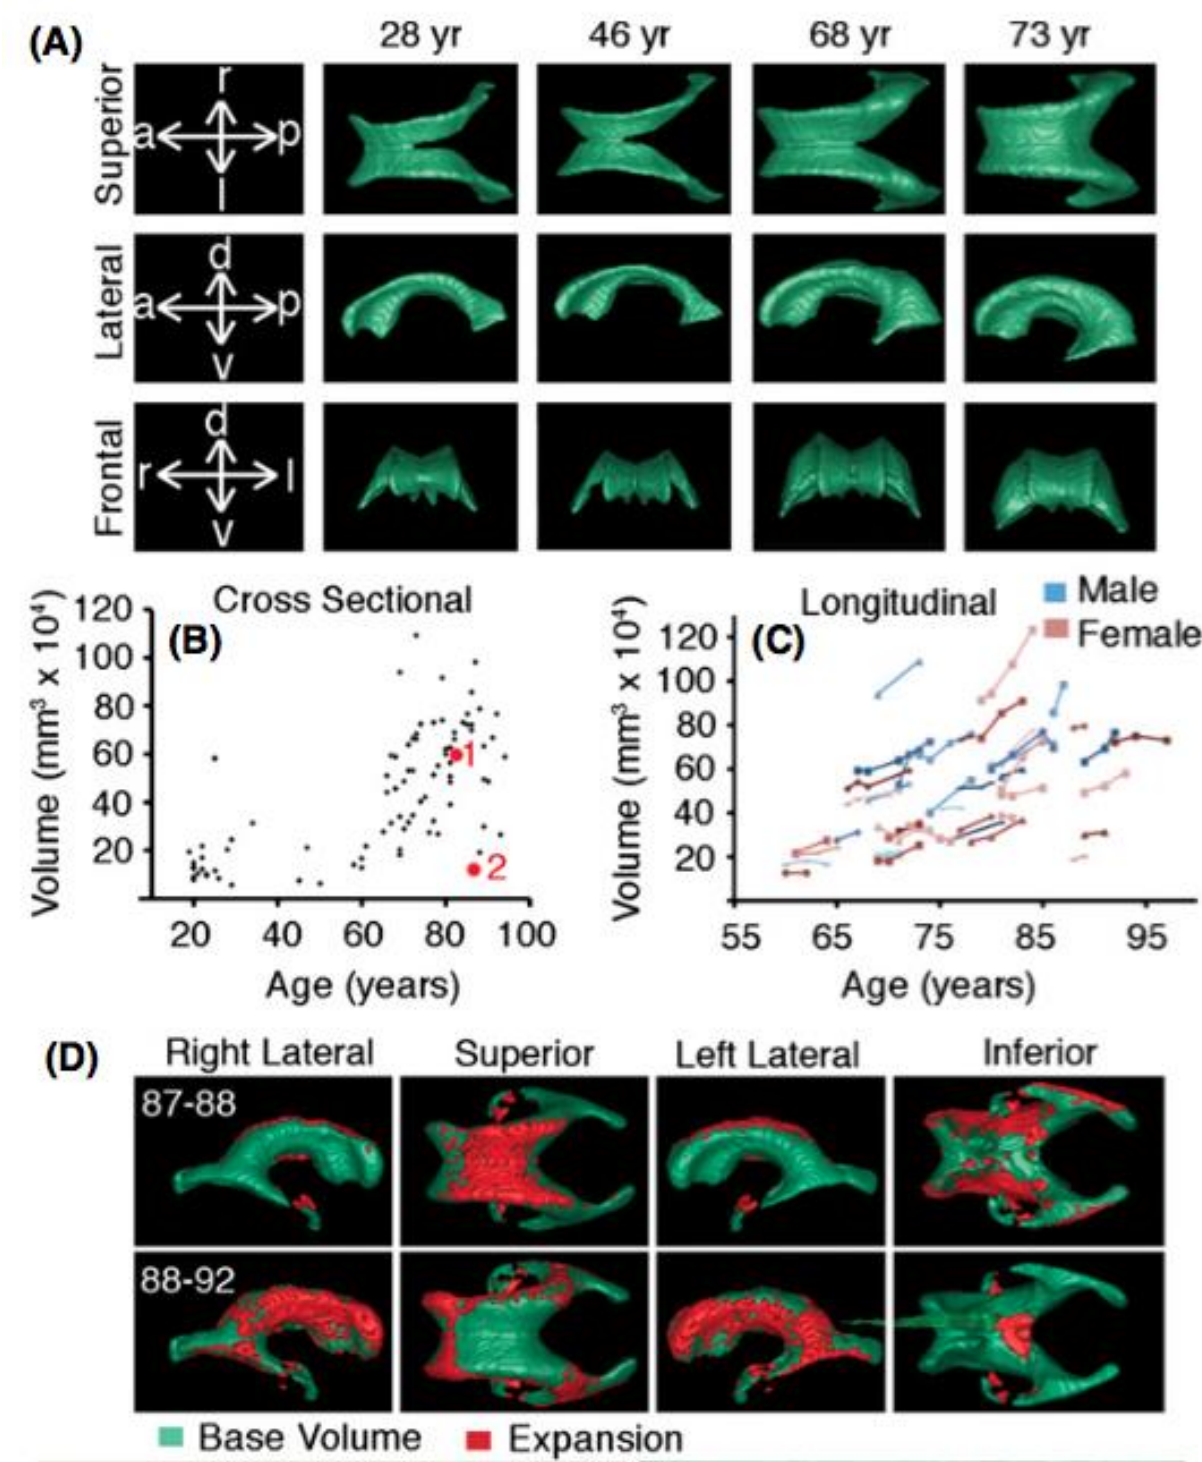 (A)
28 yr 46 yr 68 yr 73 yr
Superior
r
a p
l
Lateral
d
a p
v
Frontal
d
r l
v
(B)
Cross Sectional
Volume (mm³ x 10⁴)
120
100
80
60
40
20
1
2
20 40 60 80 100
Age (years)
(C)
Longitudinal
Male
Female
Volume (mm³ x 10⁴)
120
100
80
60
40
20
55 65 75 85 95
Age (years)
(D)
Right Lateral Superior Left Lateral Inferior
87-88
88-92
Base Volume Expansion